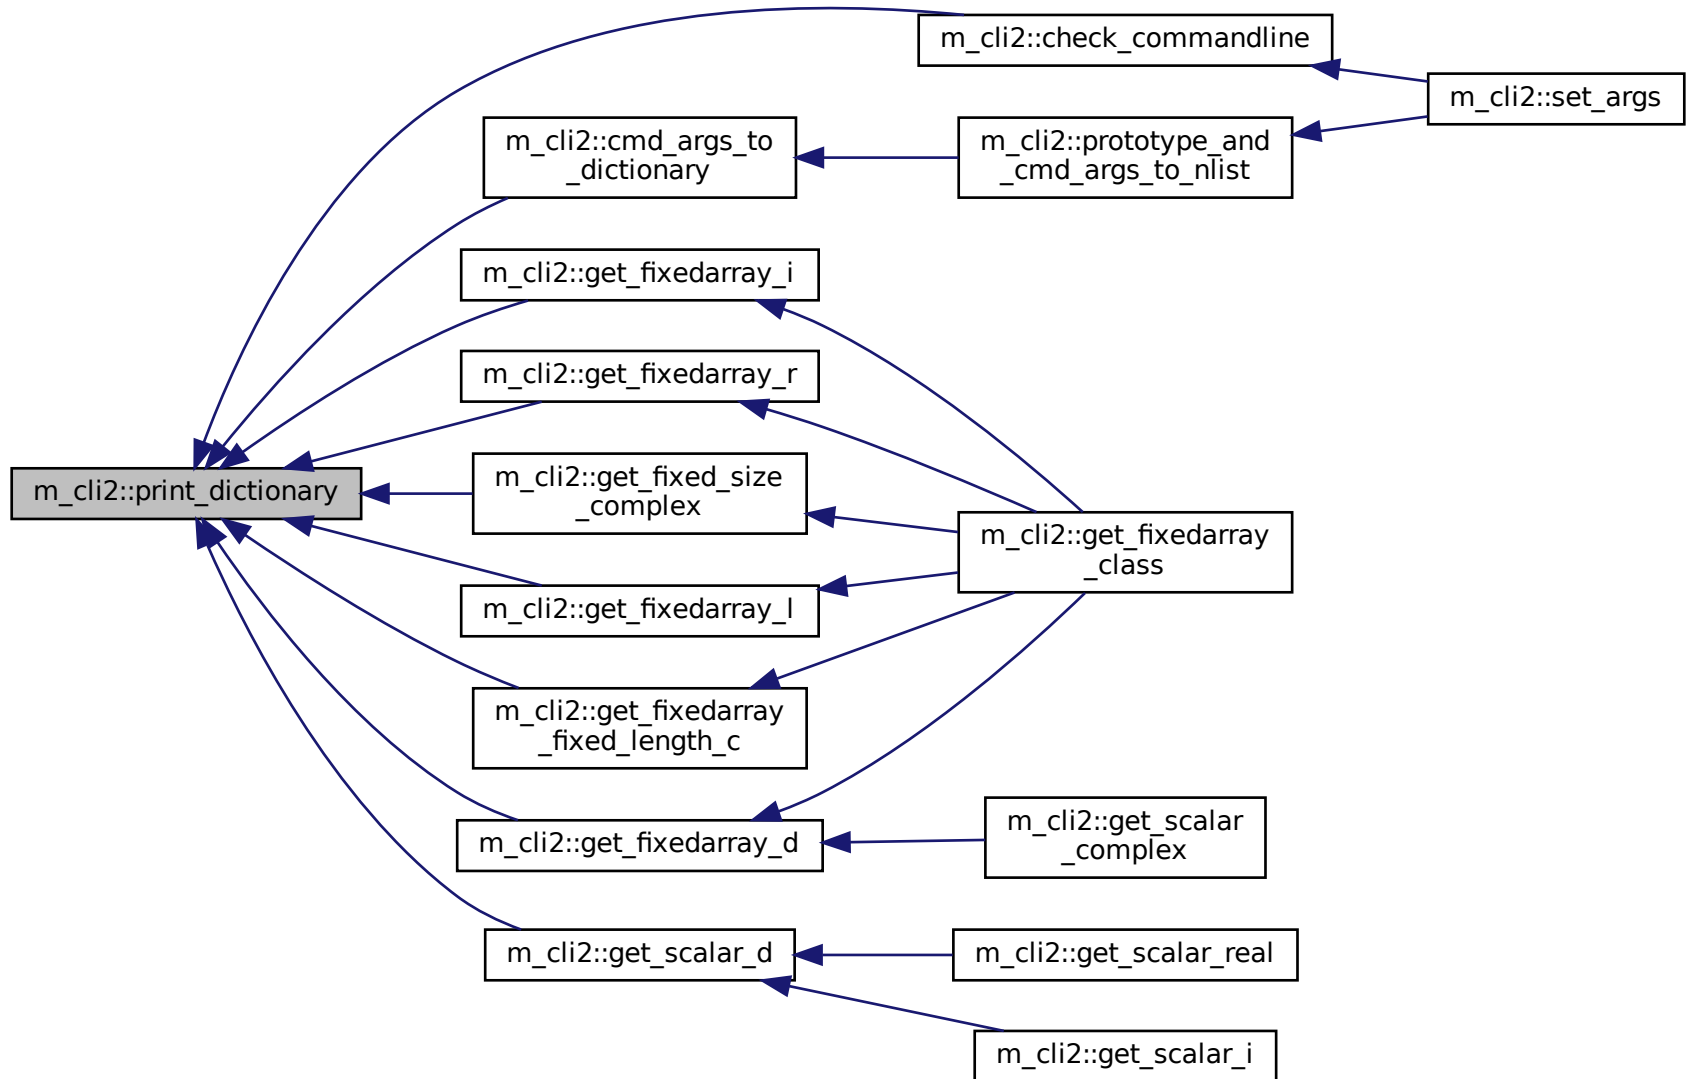 m_cli2::check_commandline
m_cli2::set_args
m_cli2::cmd_args_to
_dictionary
m_cli2::prototype_and
_cmd_args_to_nlist
m_cli2::get_fixedarray_i
m_cli2::get_fixedarray_r
m_cli2::print_dictionary
m_cli2::get_fixed_size
_complex
m_cli2::get_fixedarray
_class
m_cli2::get_fixedarray_l
m_cli2::get_fixedarray
_fixed_length_c
m_cli2::get_fixedarray_d
m_cli2::get_scalar
_complex
m_cli2::get_scalar_d
m_cli2::get_scalar_real
m_cli2::get_scalar_i